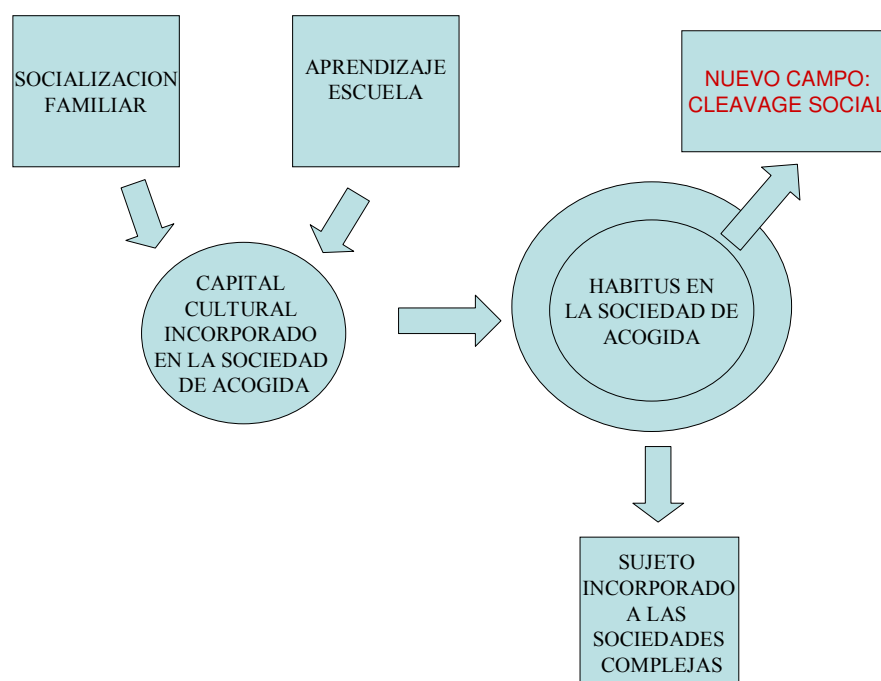 SOCIALIZACION
FAMILIAR
APRENDIZAJE
ESCUELA
NUEVO CAMPO:
CLEAVAGE SOCIAL
CAPITAL
CULTURAL
INCORPORADO
EN LA SOCIEDAD
DE ACOGIDA
HABITUS EN
LA SOCIEDAD DE
ACOGIDA
SUJETO
INCORPORADO
A LAS
SOCIEDADES
COMPLEJAS